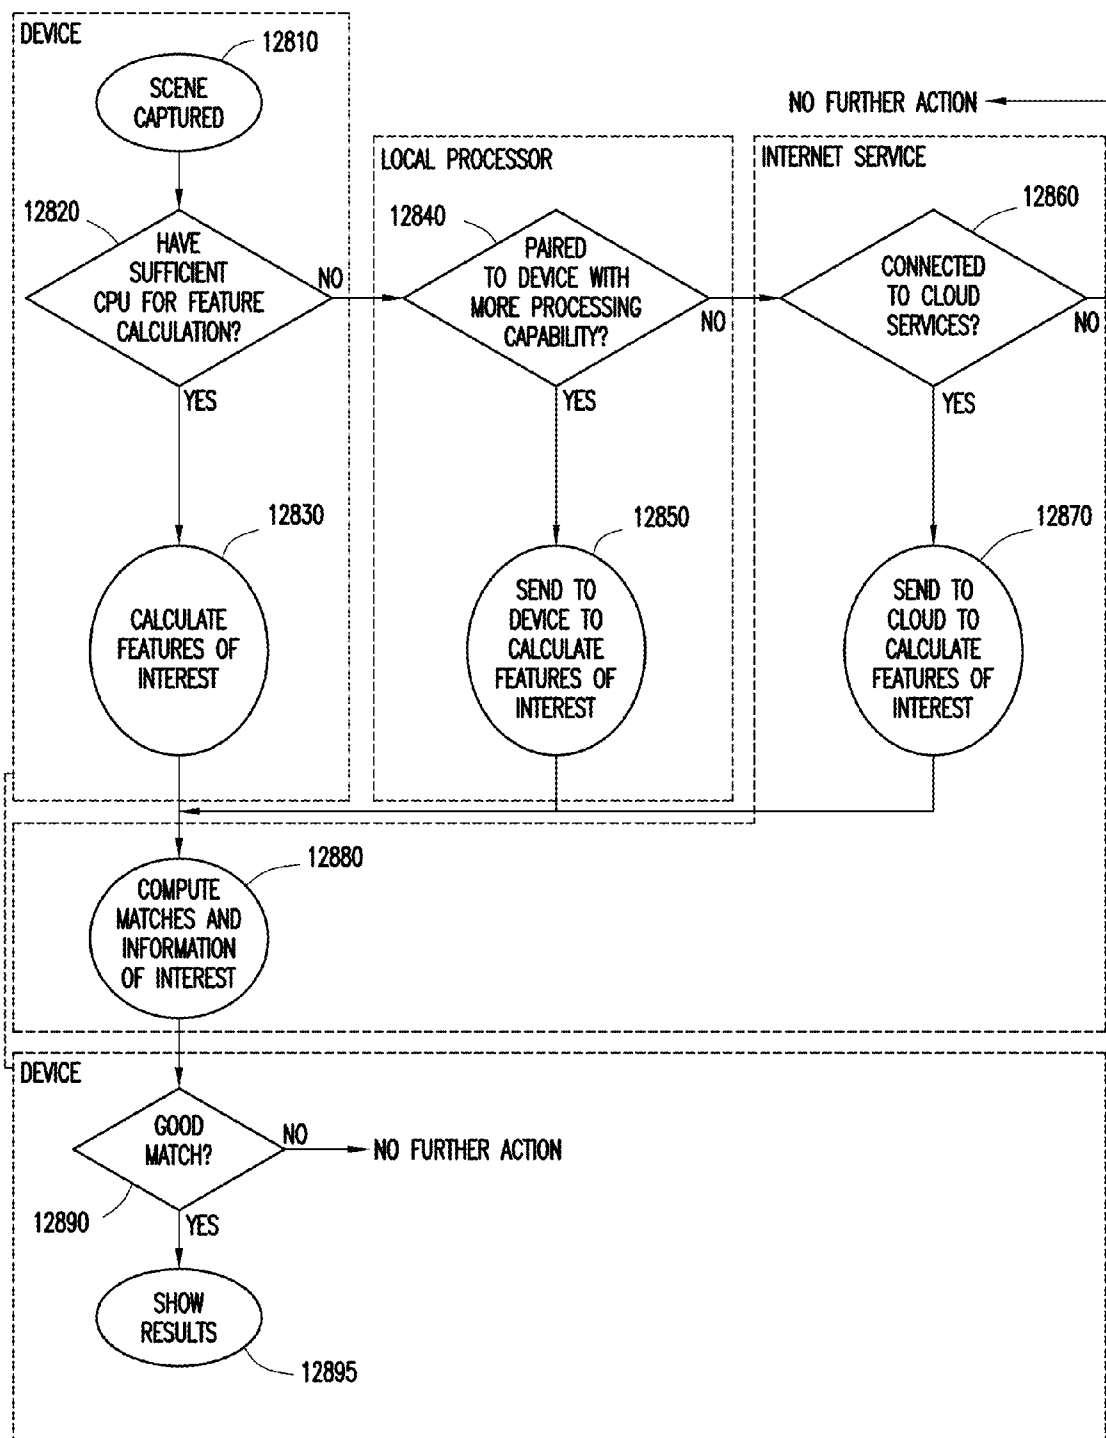 DEVICE
12810
SCENE
CAPTURED
NO FURTHER ACTION
LOCAL PROCESSOR
INTERNET SERVICE
12820
HAVE
SUFFICIENT
CPU FOR FEATURE
CALCULATION?
NO
YES
12840
PAIRED
TO DEVICE WITH
MORE PROCESSING
CAPABILITY?
NO
YES
12860
CONNECTED
TO CLOUD
SERVICES?
NO
YES
12830
CALCULATE
FEATURES OF
INTEREST
12850
SEND TO
DEVICE TO
CALCULATE
FEATURES OF
INTEREST
12870
SEND TO
CLOUD TO
CALCULATE
FEATURES OF
INTEREST
12880
COMPUTE
MATCHES AND
INFORMATION
OF INTEREST
DEVICE
GOOD
MATCH?
NO
NO FURTHER ACTION
12890
YES
SHOW
RESULTS
12895